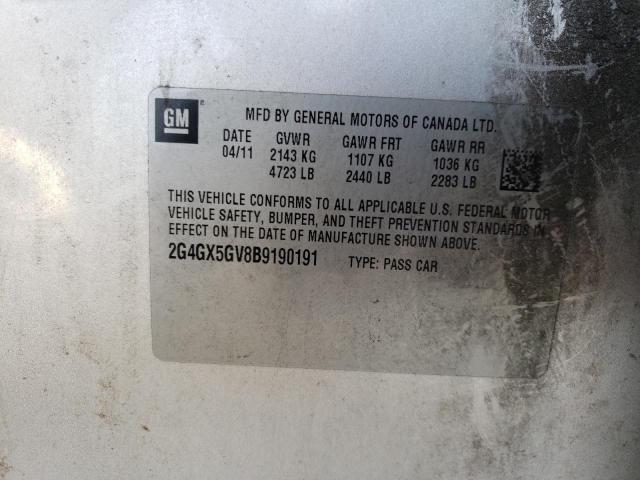 GM
MFD BY GENERAL MOTORS OF CANADA LTD.
DATE GVWR GAWR FRT GAWR RR
04/11 2143 KG 1107 KG 1036 KG
4723 LB 2440 LB 2283 LB
THIS VEHICLE CONFORMS TO ALL APPLICABLE U.S. FEDERAL MOTOR
VEHICLE SAFETY, BUMPER, AND THEFT PREVENTION STANDARDS IN
EFFECT ON THE DATE OF MANUFACTURE SHOWN ABOVE.
2G4GX5GV8B9190191 TYPE: PASS CAR